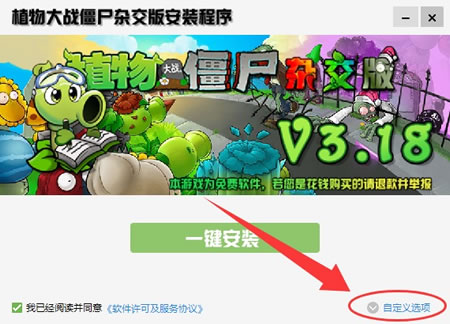 植物大战僵尸杂交版安装程序
植物大战僵尸杂交版
V3.18
本游戏为免费软件，若您是花钱购买的请退款并举报
一键安装
我已经阅读并同意 《软件许可及服务协议》
自定义选项